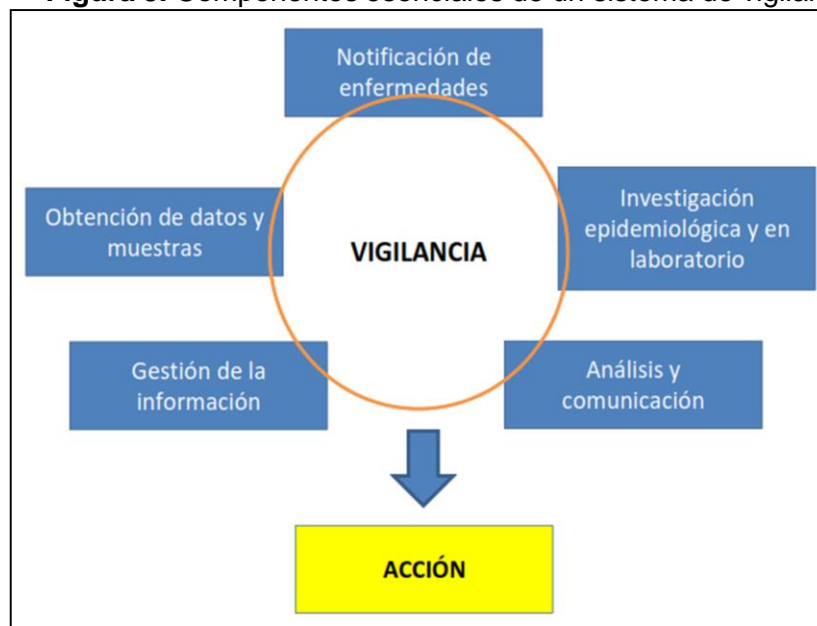 Figura Componentes esenciales de un sistema de vigilan
Notificación de
enfermedades
Obtención de datos y
muestras
Investigación
epidemiológica y en
laboratorio
VIGILANCIA
Gestión de la
información
Análisis y
comunicación
ACCIÓN